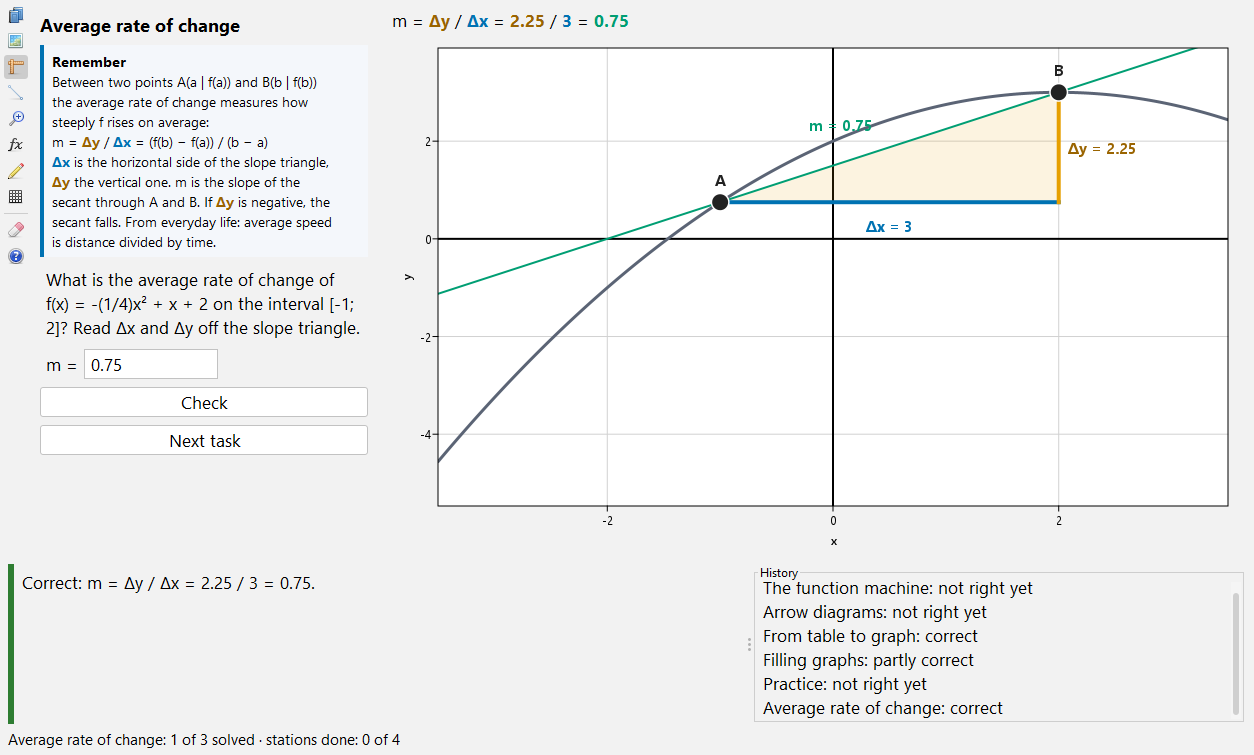 Average rate of change
Remember
Between two points A(a | f(a)) and B(b | f(b))
the average rate of change measures how
steeply f rises on average:
m = Δy / Δx = (f(b) − f(a)) / (b − a)
Δx is the horizontal side of the slope triangle,
Δy the vertical one. m is the slope of the
secant through A and B. If Δy is negative, the
secant falls. From everyday life: average speed
is distance divided by time.
What is the average rate of change of
f(x) = -(1/4)x² + x + 2 on the interval [-1;
2]? Read Δx and Δy off the slope triangle.
m = 0.75
Check
Next task
m = Δy / Δx = 2.25 / 3 = 0.75
B
m = 0.75
Δy = 2.25
A
Δx = 3
2
0
-2
-4
y
-2
0
2
x
fx
?
Correct: m = Δy / Δx = 2.25 / 3 = 0.75.
History
The function machine: not right yet
Arrow diagrams: not right yet
From table to graph: correct
Filling graphs: partly correct
Practice: not right yet
Average rate of change: correct
Average rate of change: 1 of 3 solved · stations done: 0 of 4